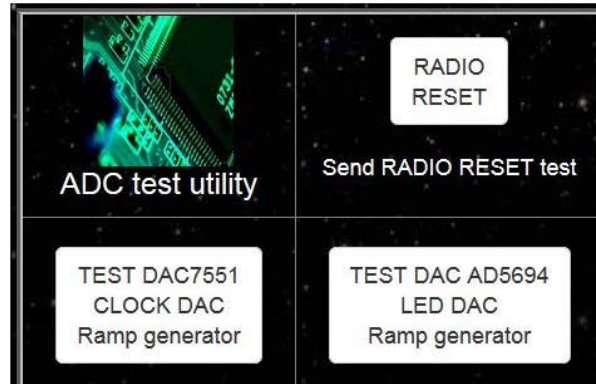 ADC test utility
RADIO
RESET
Send RADIO RESET test
TEST DAC7551
CLOCK DAC
Ramp generator
TEST DAC AD5694
LED DAC
Ramp generator